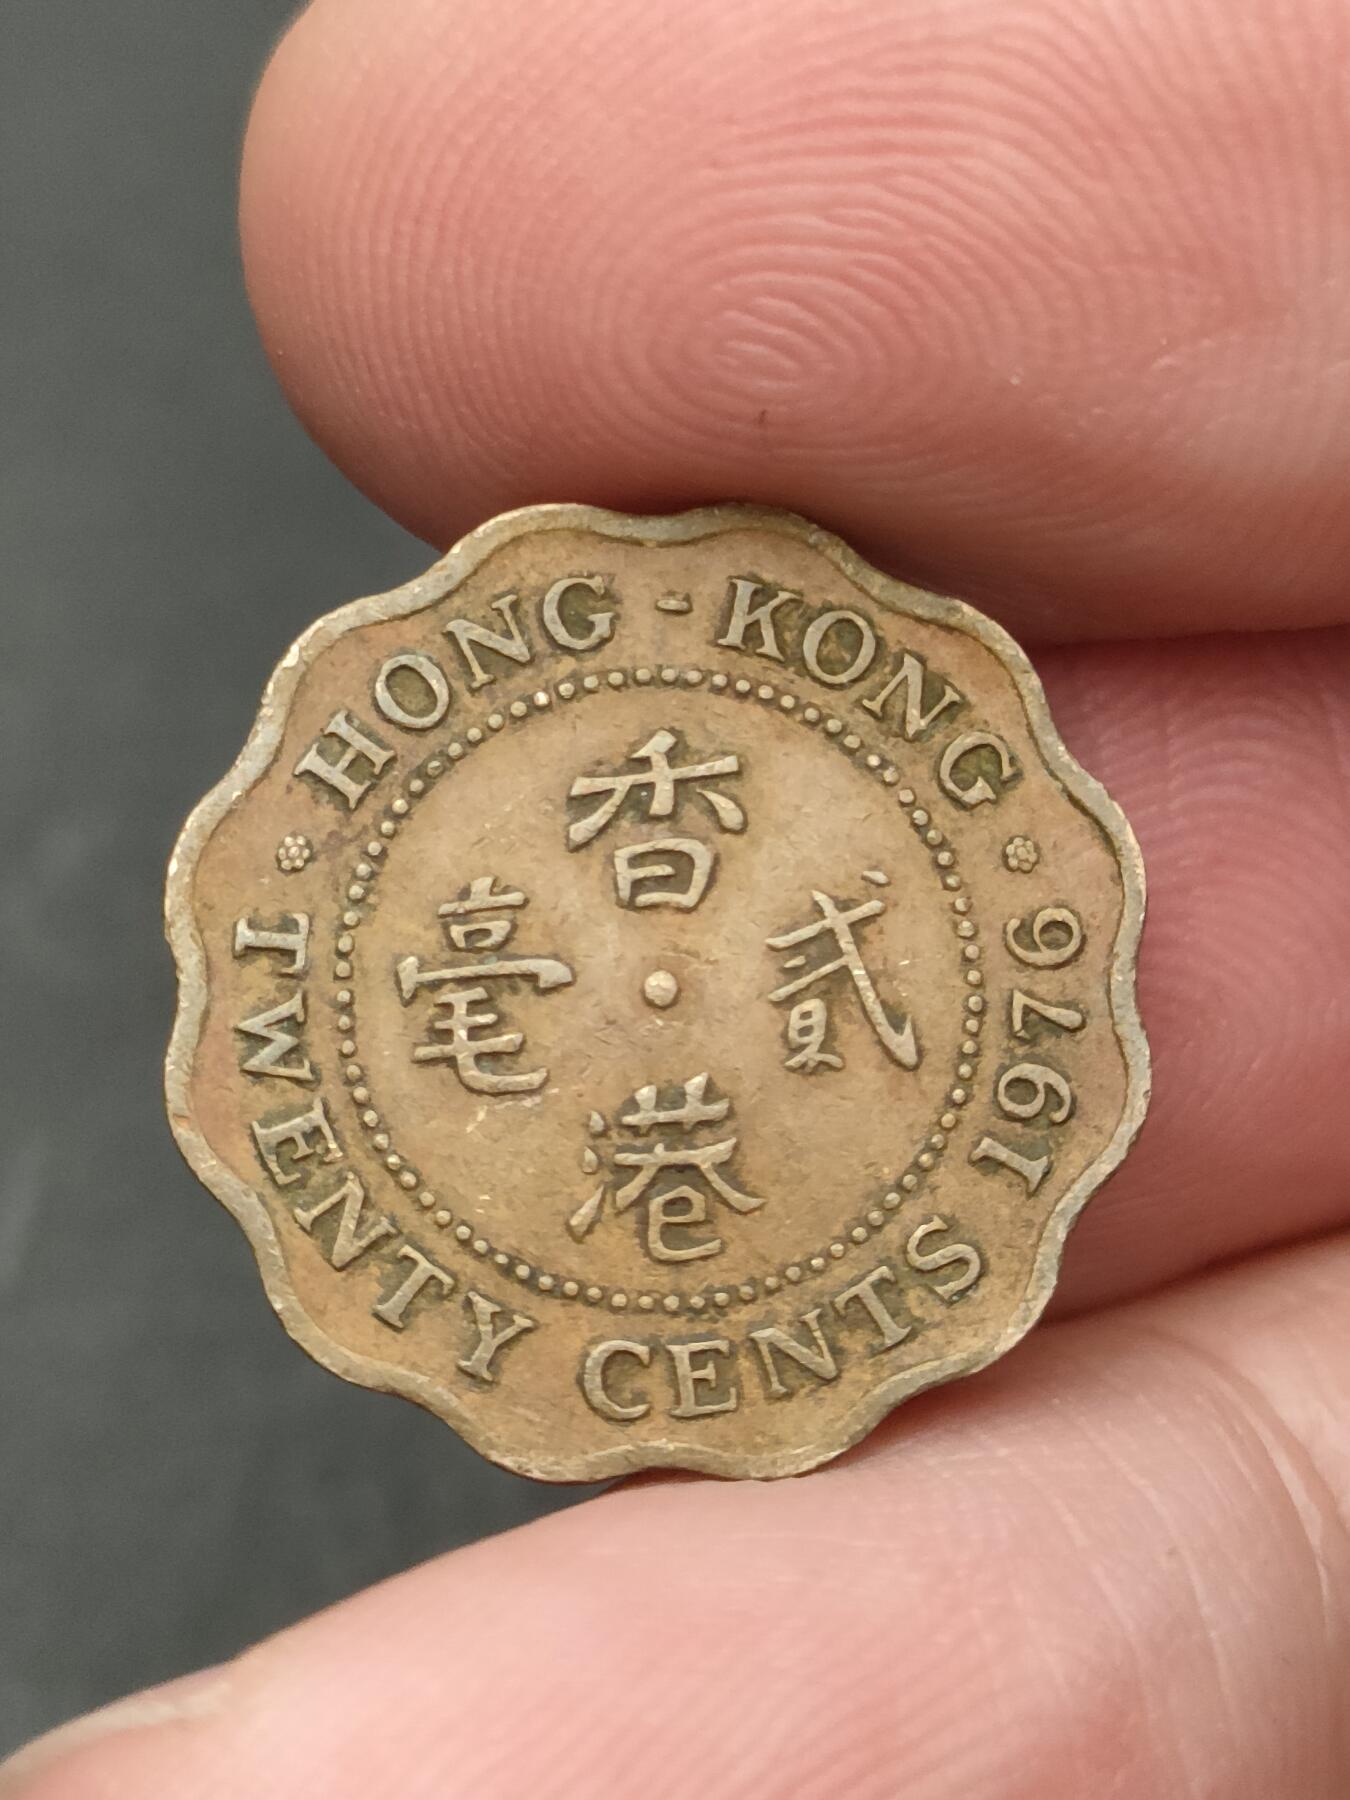 HONG - KONG
香港
貳毫
TWENTY CENTS 1976